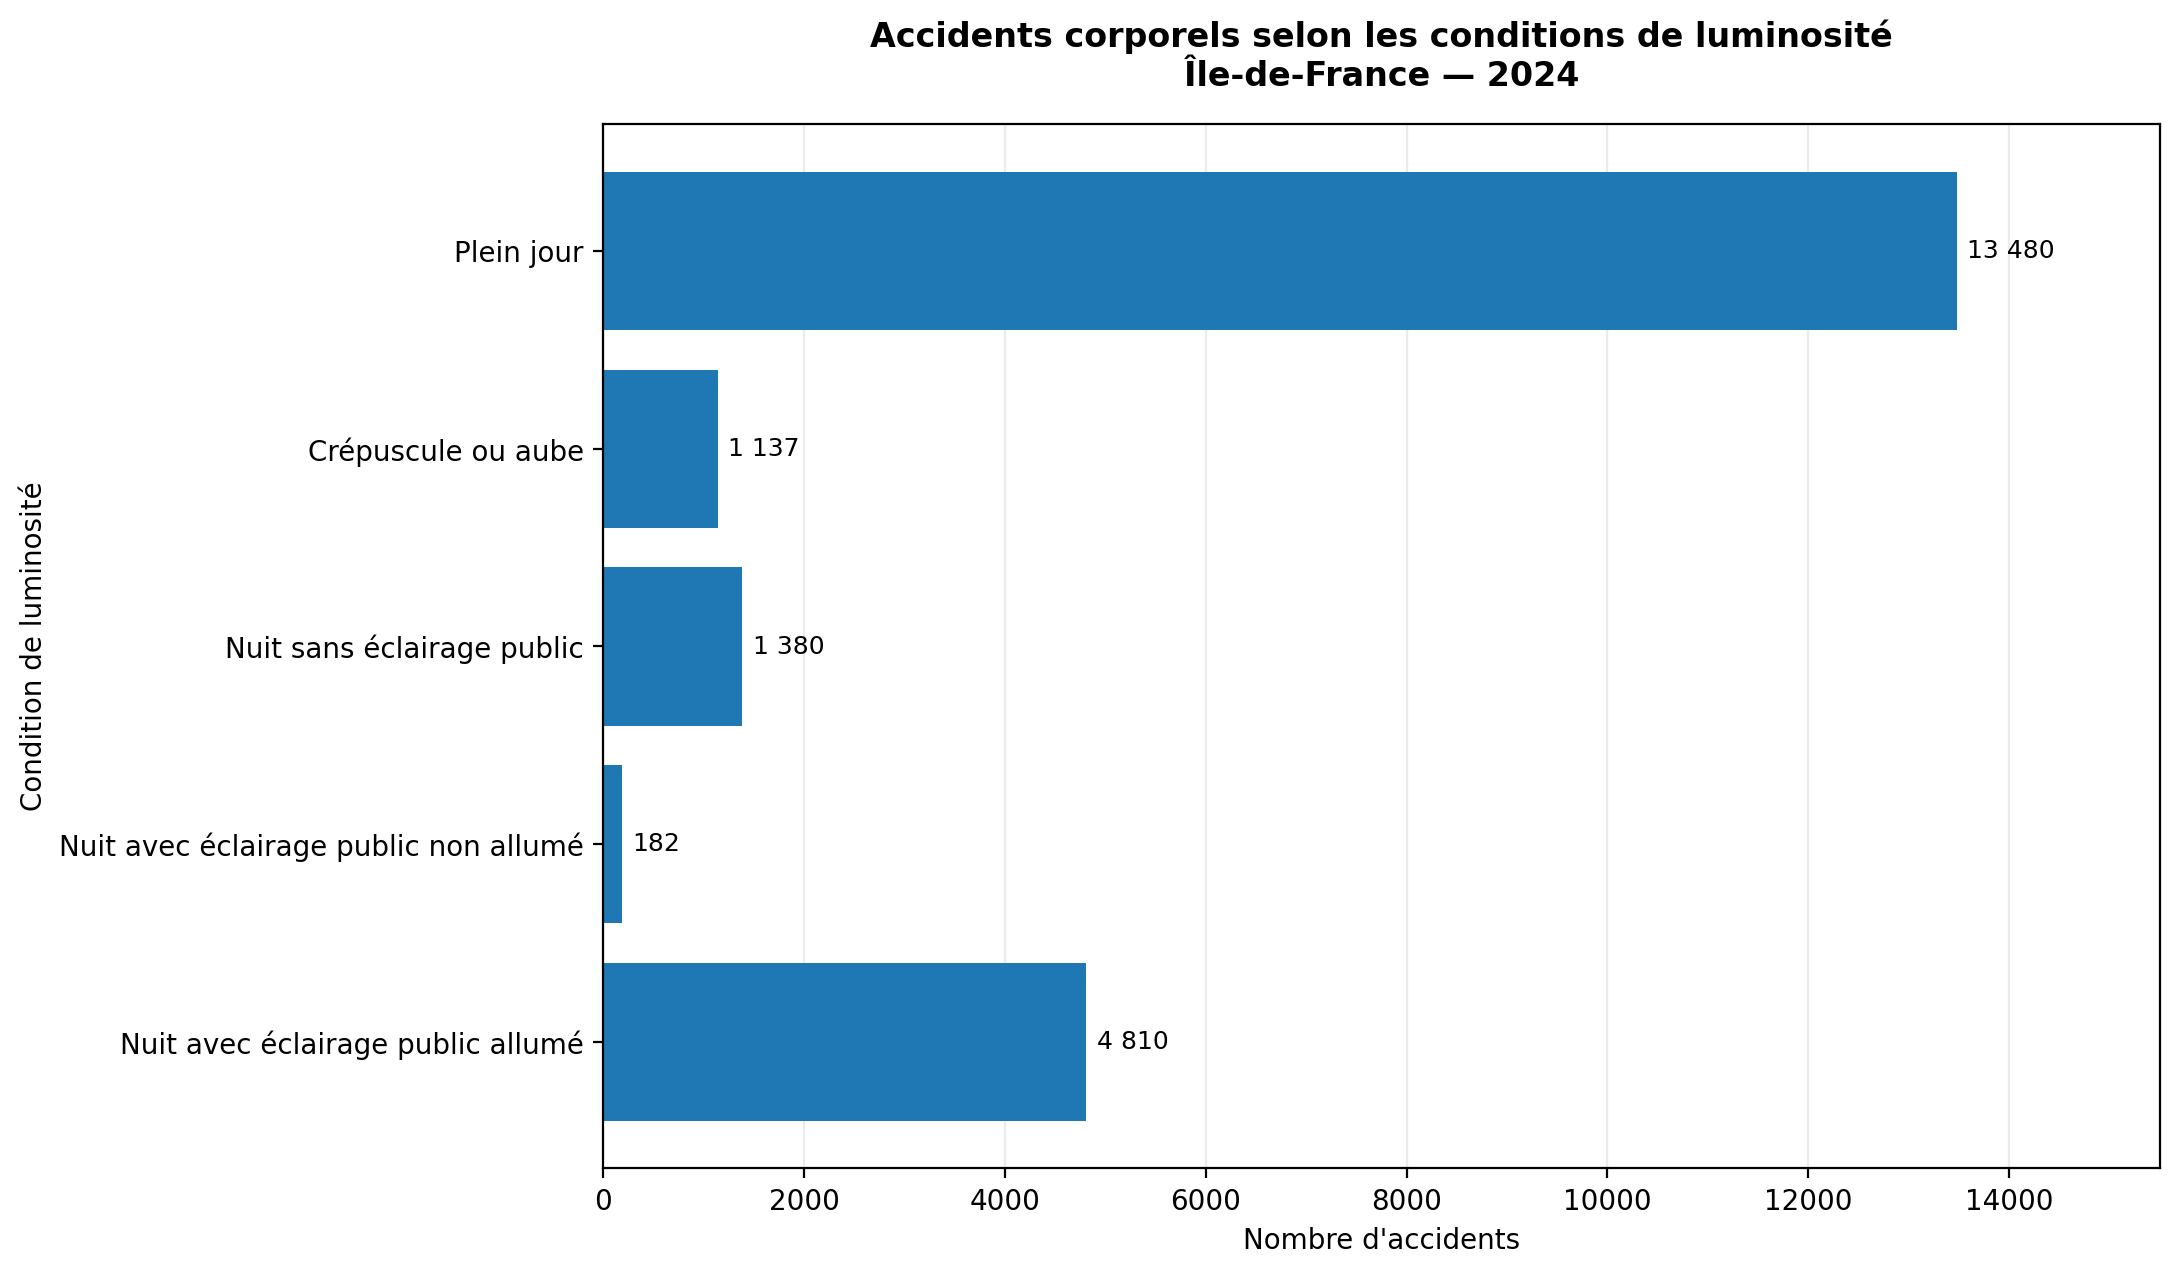 Accidents corporels selon les conditions de luminosité
Île-de-France — 2024
Condition de luminosité
Plein jour
13 480
Crépuscule ou aube
1 137
Nuit sans éclairage public
1 380
Nuit avec éclairage public non allumé
182
Nuit avec éclairage public allumé
4 810
0 2000 4000 6000 8000 10000 12000 14000
Nombre d'accidents